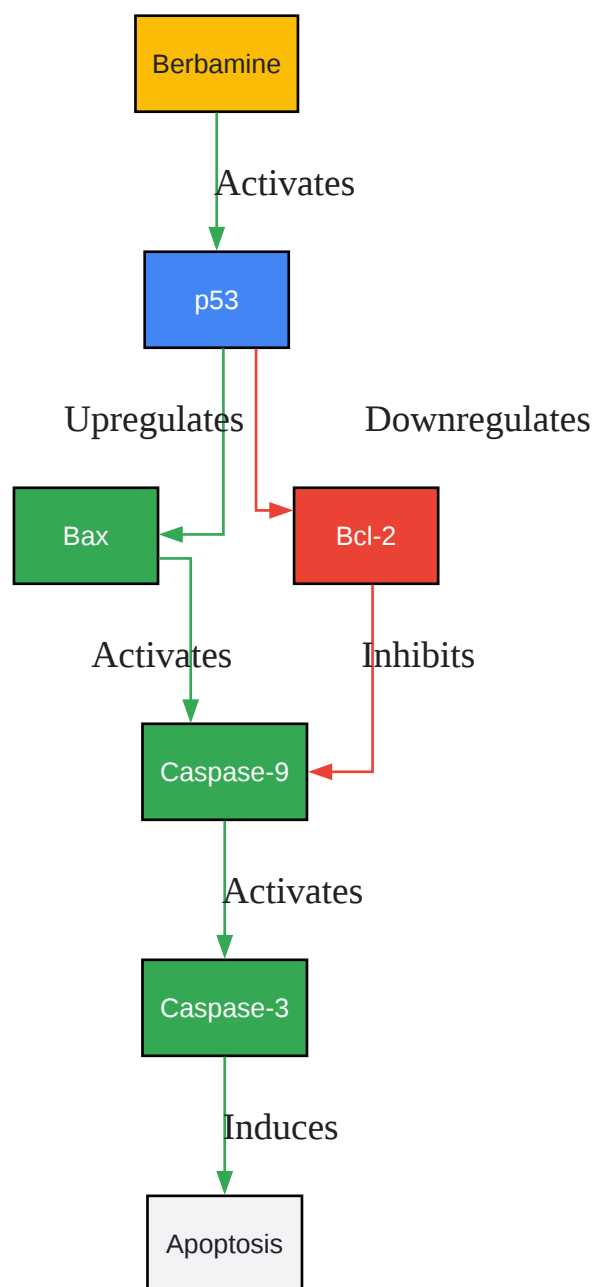 Berbamine
Activates
p53
Upregulates
Downregulates
Bax
Bcl-2
Activates
Inhibits
Caspase-9
Activates
Caspase-3
Induces
Apoptosis